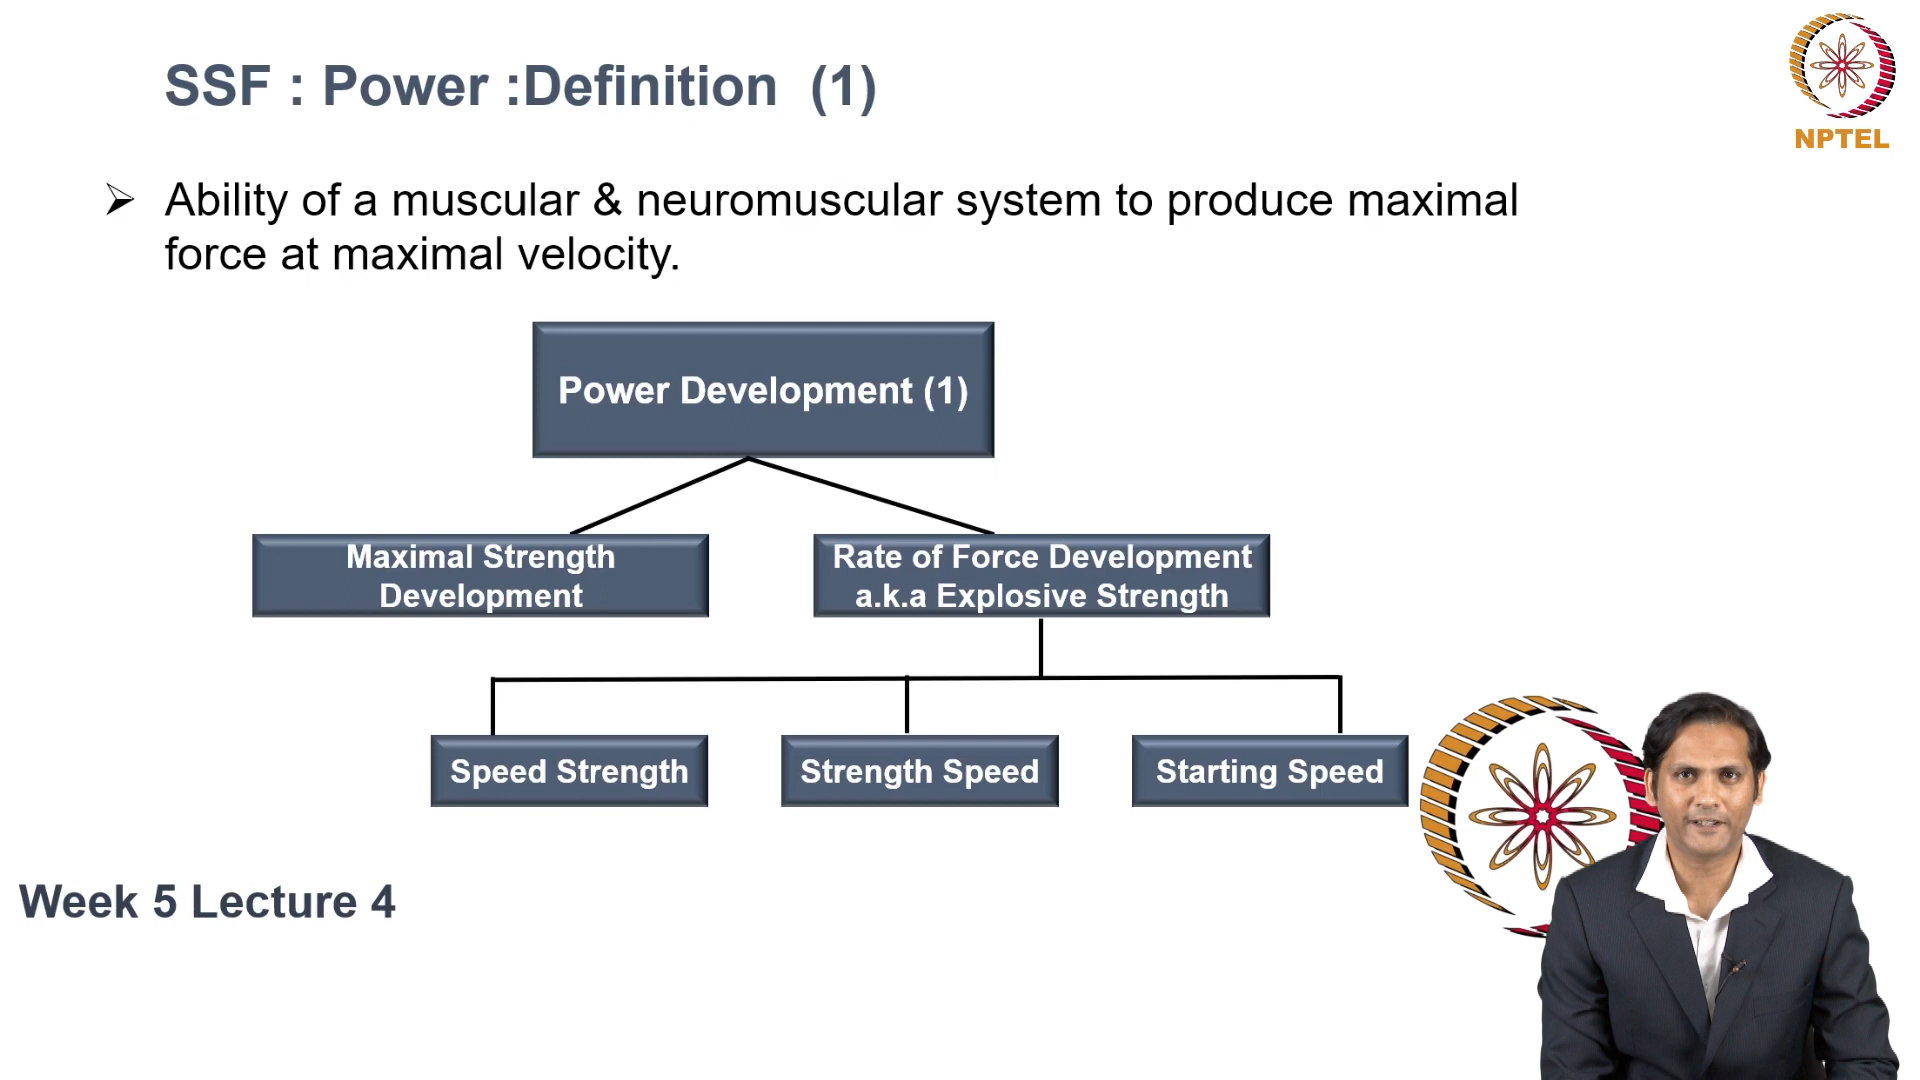 SSF : Power :Definition (1)
NPTEL
➢ Ability of a muscular & neuromuscular system to produce maximal
force at maximal velocity.
Power Development (1)
Maximal Strength
Development
Rate of Force Development
a.k.a Explosive Strength
Speed Strength
Strength Speed
Starting Speed
Week 5 Lecture 4